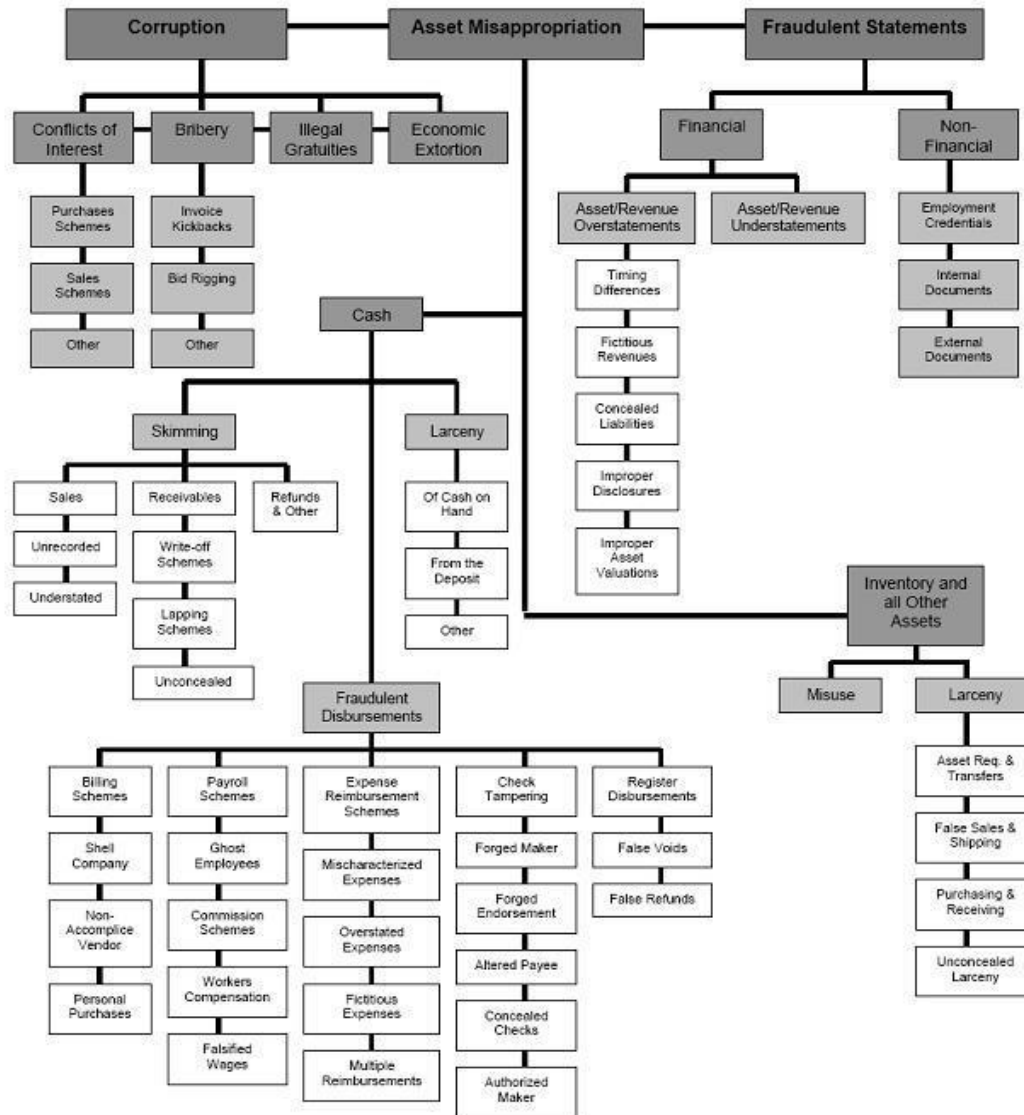 Corruption
Asset Misappropriation
Fraudulent Statements
Conflicts of
Interest
Bribery
Illegal
Gratuities
Economic
Extortion
Financial
Non-
Financial
Purchases
Schemes
Sales
Schemes
Other
Invoice
Kickbacks
Bid Rigging
Other
Asset/Revenue
Overstatements
Asset/Revenue
Understatements
Employment
Credentials
Internal
Documents
External
Documents
Timing
Differences
Fictitious
Revenues
Concealed
Liabilities
Improper
Disclosures
Improper
Asset
Valuations
Cash
Skimming
Larceny
Sales
Unrecorded
Understated
Receivables
Write-off
Schemes
Lapping
Schemes
Unconcealed
Refunds
& Other
Of Cash on
Hand
From the
Deposit
Other
Inventory and
all Other
Assets
Misuse
Larceny
Asset Req. &
Transfers
False Sales &
Shipping
Purchasing &
Receiving
Unconcealed
Larceny
Fraudulent
Disbursements
Billing
Schemes
Shell
Company
Non-
Accomplice
Vendor
Personal
Purchases
Payroll
Schemes
Ghost
Employees
Commission
Schemes
Workers
Compensation
Falsified
Wages
Expense
Reimbursement
Schemes
Mischaracterized
Expenses
Overstated
Expenses
Fictitious
Expenses
Multiple
Reimbursements
Check
Tampering
Forged Maker
Forged
Endorsement
Altered Payee
Concealed
Checks
Authorized
Maker
Register
Disbursements
False Voids
False Refunds